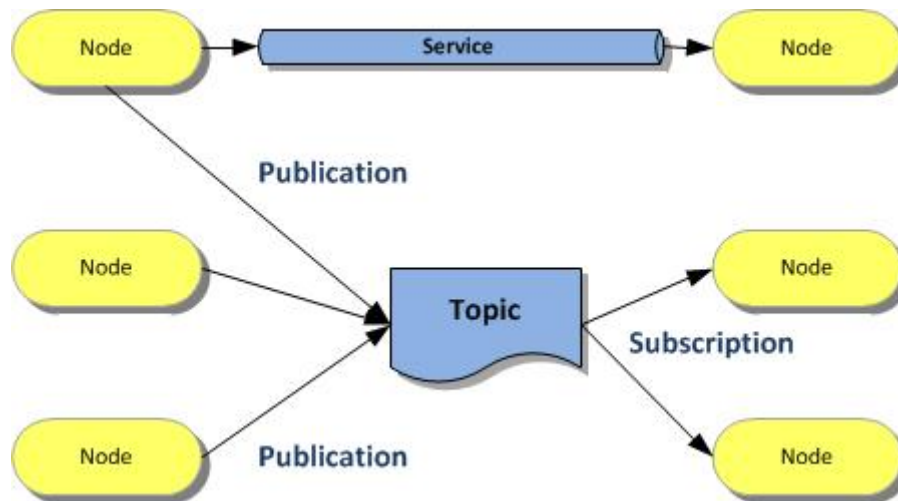 Node
Service
Node
Publication
Node
Topic
Node
Subscription
Node
Publication
Node